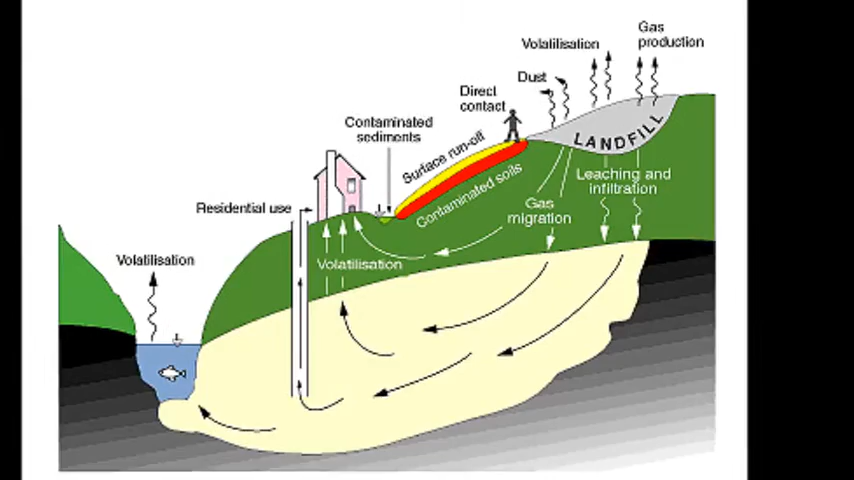 Gas
production
Volatilisation
Dust
Direct
contact
Contaminated
sediments
LANDFILL
Surface run-off
Contaminated soils
Leaching and
infiltration
Gas
migration
Residential use
Volatilisation
Volatilisation